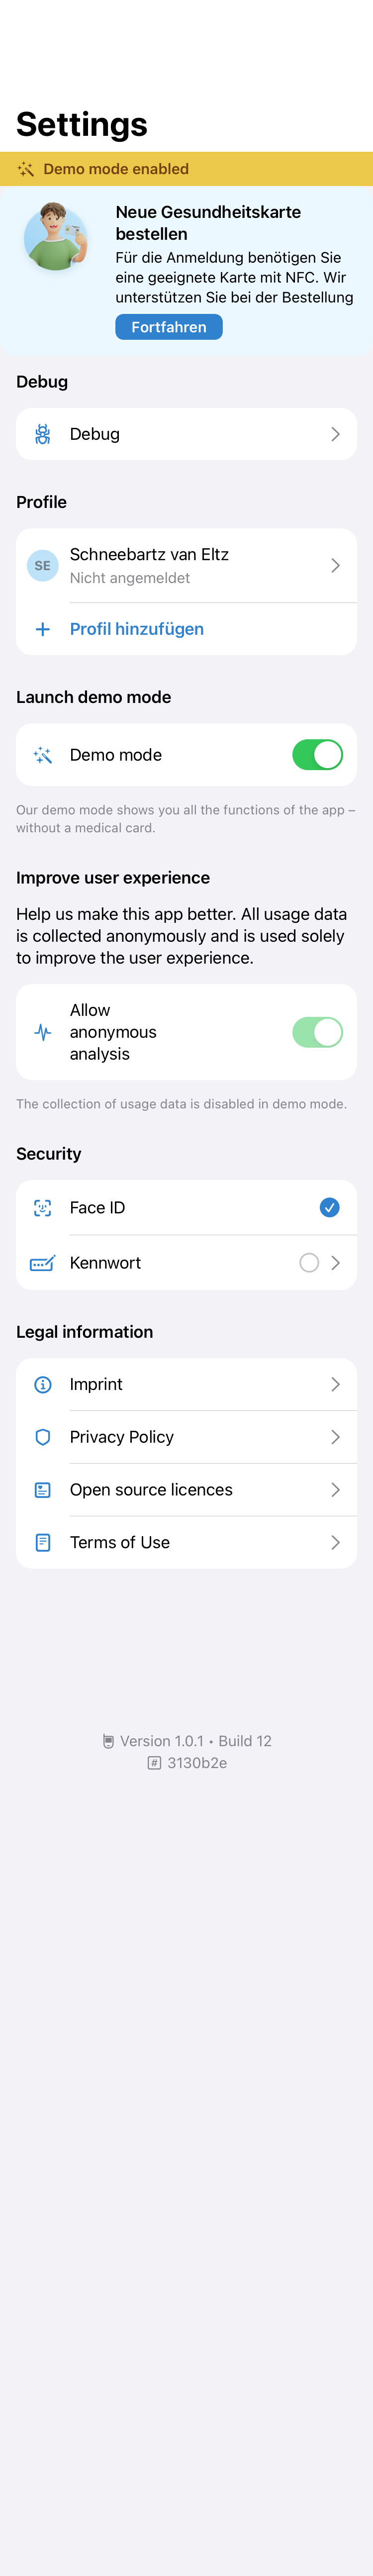 Settings
Demo mode enabled
Neue Gesundheitskarte
bestellen
Für die Anmeldung benötigen Sie
eine geeignete Karte mit NFC. Wir
unterstützen Sie bei der Bestellung
Fortfahren
Debug
Debug
Profile
SE
Schneebartz van Eltz
Nicht angemeldet
Profil hinzufügen
Launch demo mode
Demo mode
Our demo mode shows you all the functions of the app –
without a medical card.
Improve user experience
Help us make this app better. All usage data
is collected anonymously and is used solely
to improve the user experience.
Allow
anonymous
analysis
The collection of usage data is disabled in demo mode.
Security
Face ID
Kennwort
Legal information
Imprint
Privacy Policy
Open source licences
Terms of Use
Version 1.0.1 • Build 12
# 3130b2e